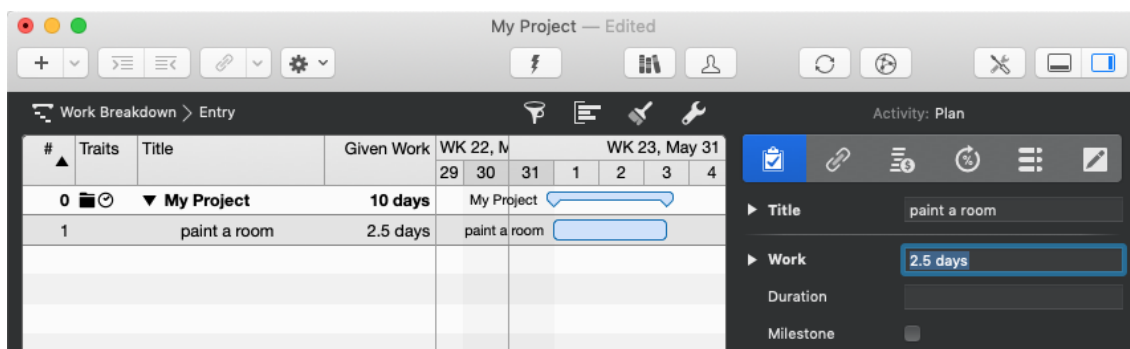 My Project — Edited
Work Breakdown > Entry
Activity: Plan
# Traits Title Given Work WK 22, M WK 23, May 31
29 30 31 1 2 3 4
0 My Project 10 days My Project
1 paint a room 2.5 days paint a room
Title paint a room
Work 2.5 days
Duration
Milestone